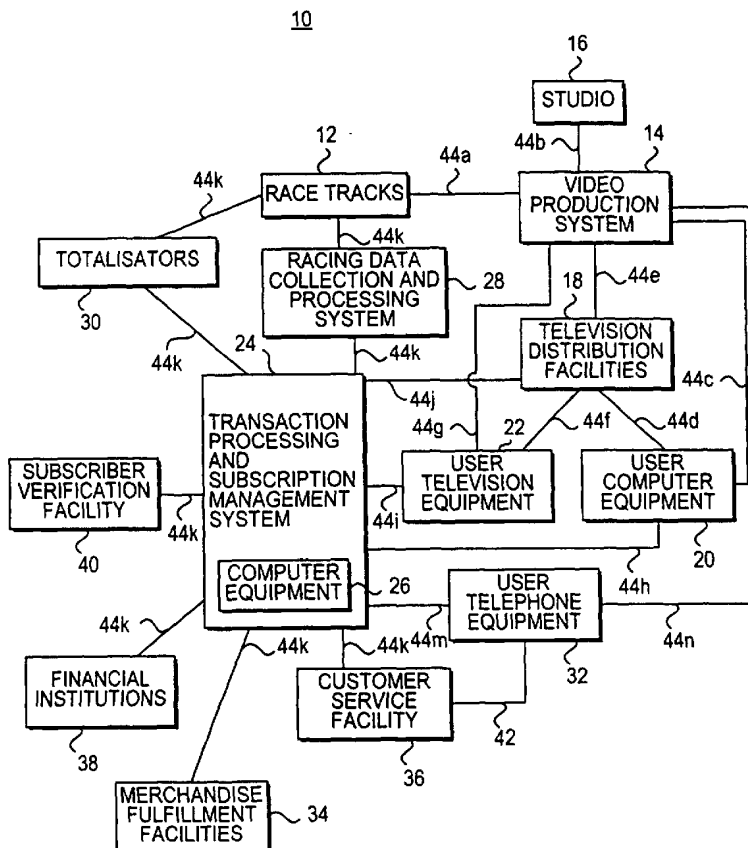 10
16
STUDIO
44b
14
12
44a
44k
RACE TRACKS
VIDEO
PRODUCTION
SYSTEM
44k
TOTALISATORS
30
RACING DATA
COLLECTION AND
PROCESSING
SYSTEM
28
18
44e
TELEVISION
DISTRIBUTION
FACILITIES
44k
24
44k
44j
44c
44g
22
44f
44d
TRANSACTION
PROCESSING
AND
SUBSCRIPTION
MANAGEMENT
SYSTEM
SUBSCRIBER
VERIFICATION
FACILITY
40
44k
USER
TELEVISION
EQUIPMENT
44i
USER
COMPUTER
EQUIPMENT
20
44h
COMPUTER
EQUIPMENT
26
USER
TELEPHONE
EQUIPMENT
32
44m
44n
44k
44k
44k
FINANCIAL
INSTITUTIONS
38
CUSTOMER
SERVICE
FACILITY
36
42
MERCHANDISE
FULFILLMENT
FACILITIES
34